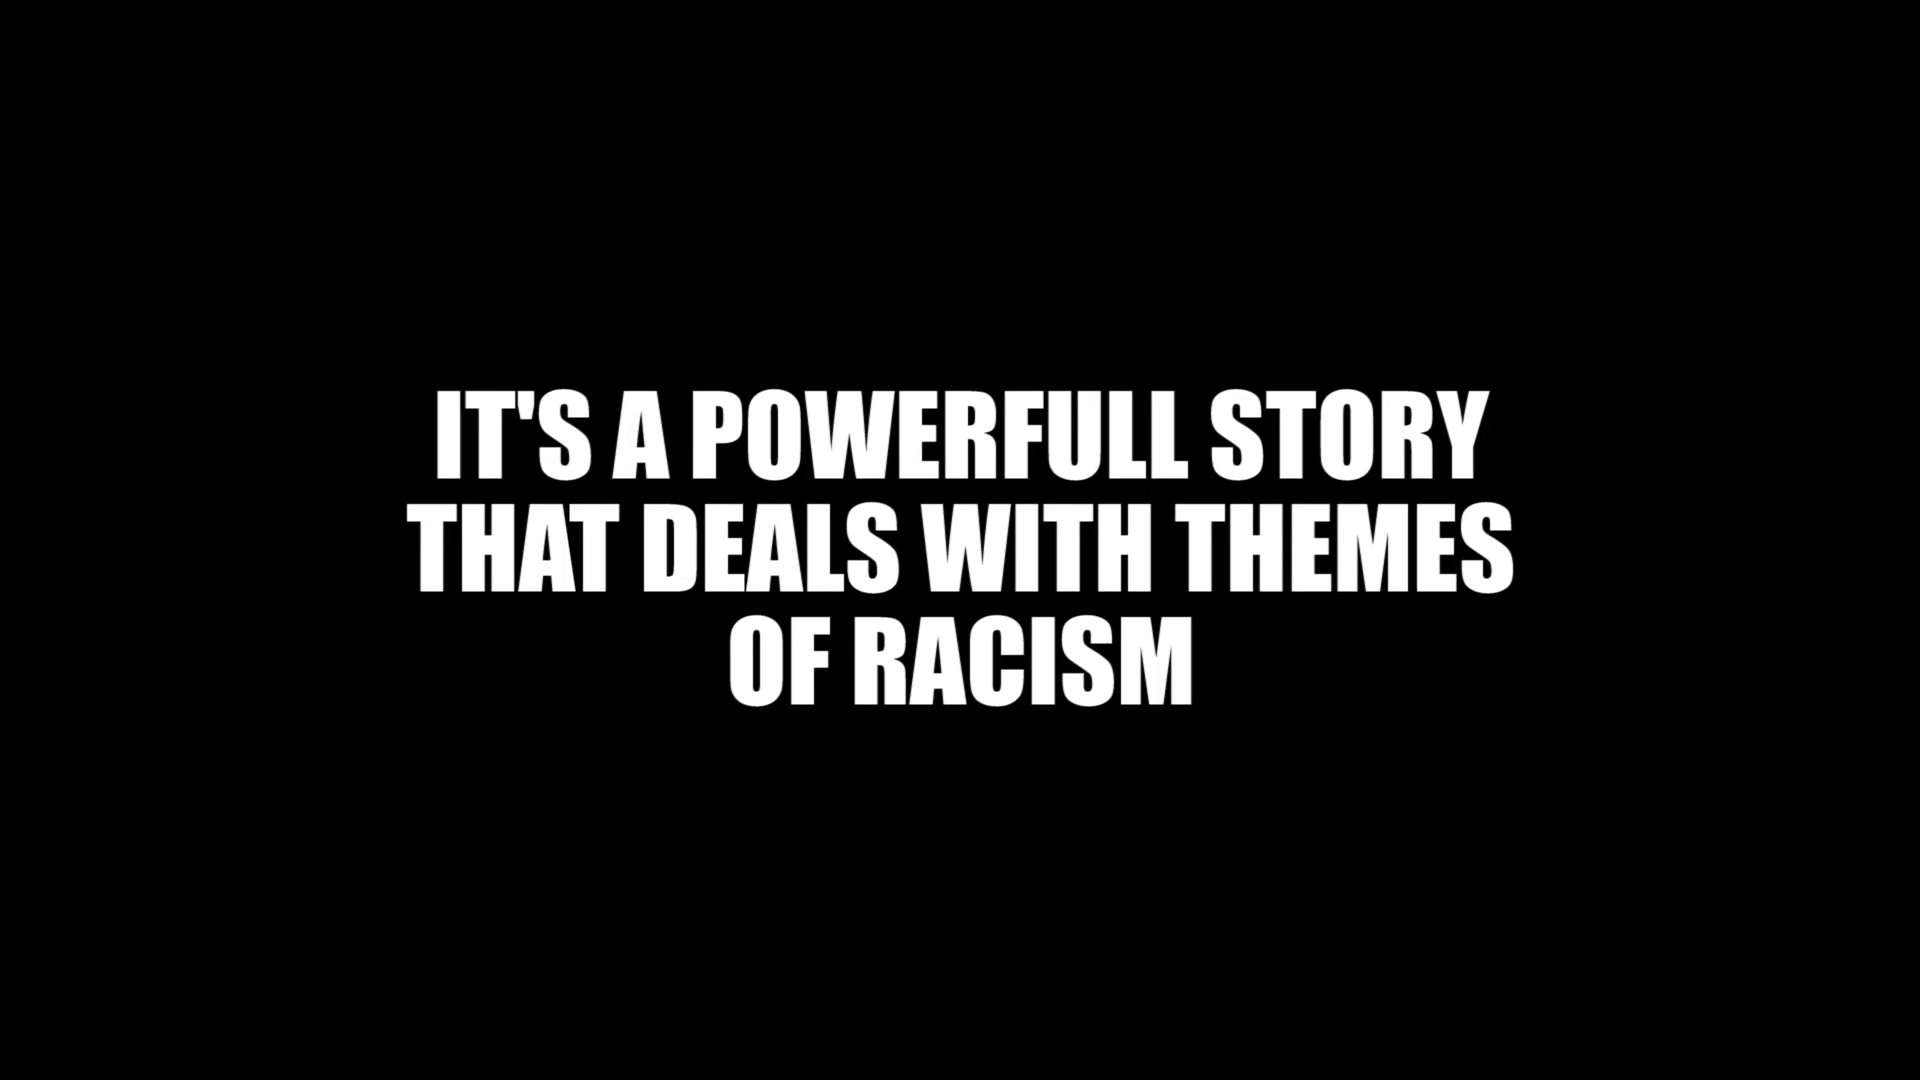 IT'S A POWERFULL STORY
THAT DEALS WITH THEMES
OF RACISM